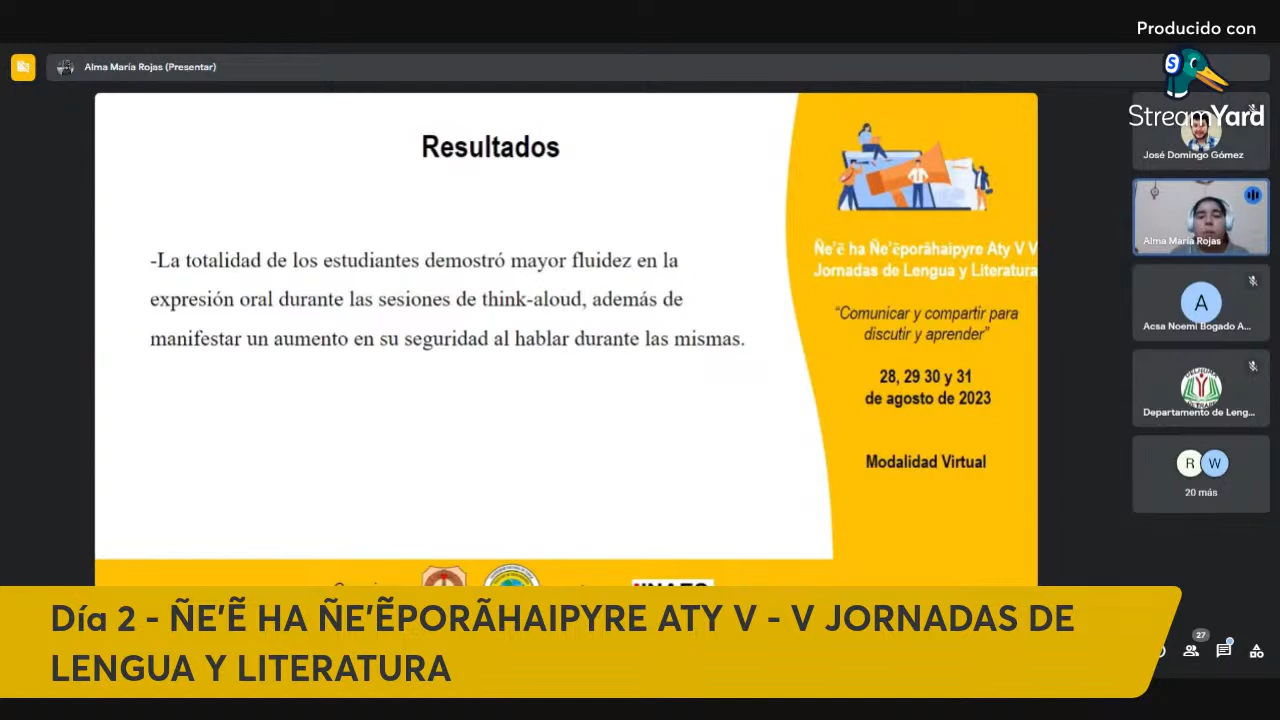 Producido con
StreamYard
Alma María Rojas (Presentar)
Resultados
-La totalidad de los estudiantes demostró mayor fluidez en la
expresión oral durante las sesiones de think-aloud, además de
manifestar un aumento en su seguridad al hablar durante las mismas.
Ñe'ẽ ha Ñe'ẽporãhaipyre Aty V V
Jornadas de Lengua y Literatura
“Comunicar y compartir para
discutir y aprender”
28, 29 30 y 31
de agosto de 2023
Modalidad Virtual
José Domingo Gómez
Alma María Rojas
A
Acsa Noemi Bogado A...
Departamento de Leng...
R W
20 más
27
Día 2 - ÑE'Ẽ HA ÑE'ẼPORÃHAIPYRE ATY V - V JORNADAS DE
LENGUA Y LITERATURA